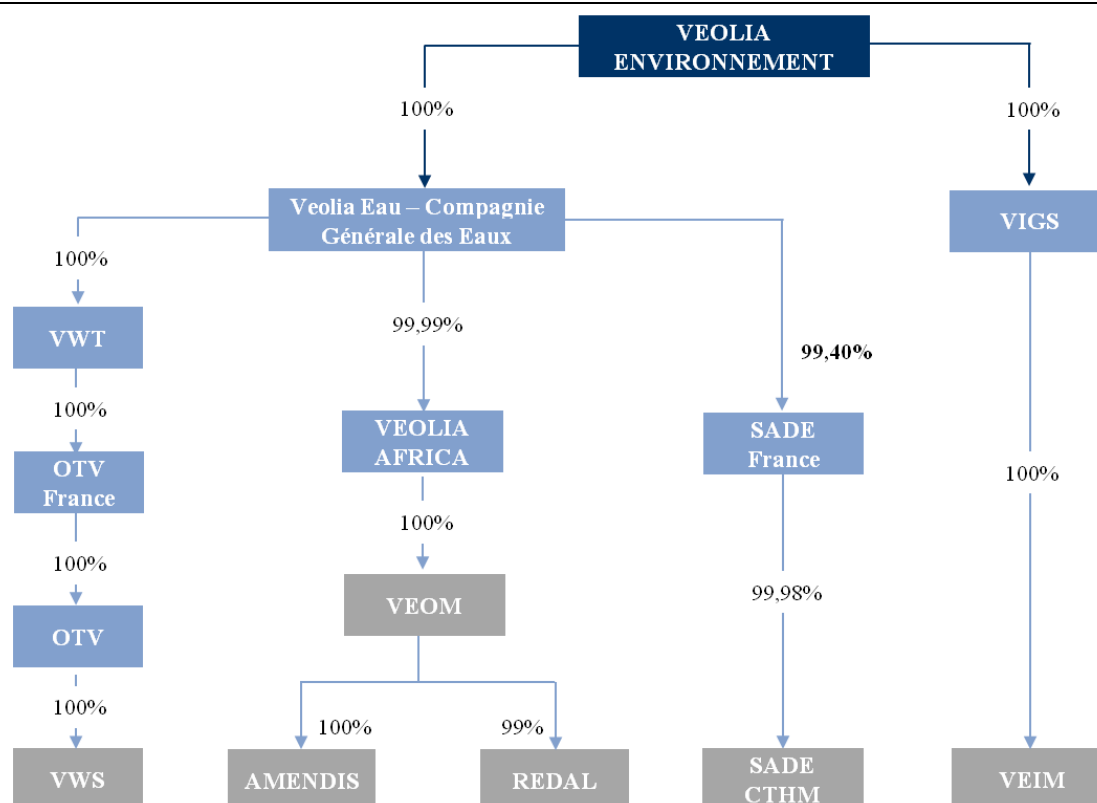 VEOLIA
ENVIRONNEMENT
100%
100%
Veolia Eau – Compagnie
Générale des Eaux
VIGS
100%
VWT
99,99%
99,40%
100%
VEOLIA
AFRICA
SADE
France
OTV
France
100%
100%
100%
VEOM
99,98%
OTV
100%
100%
99%
VWS
AMENDIS
REDAL
SADE
CTHM
VEIM